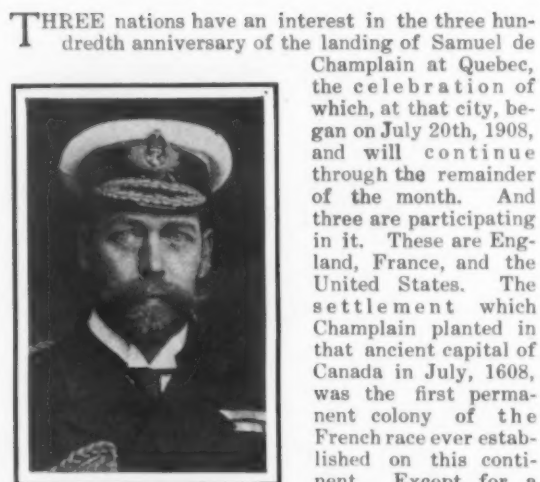 THREE nations have an interest in the three hun-
dredth anniversary of the landing of Samuel de
Champlain at Quebec,
the celebration of
which, at that city, be-
gan on July 20th, 1908,
and will continue
through the remainder
of the month. And
three are participating
in it. These are Eng-
land, France, and the
United States. The
settlement which
Champlain planted in
that ancient capital of
Canada in July, 1608,
was the first perma-
nent colony of the
French race ever estab-
lished on this conti-
nent. Except for a